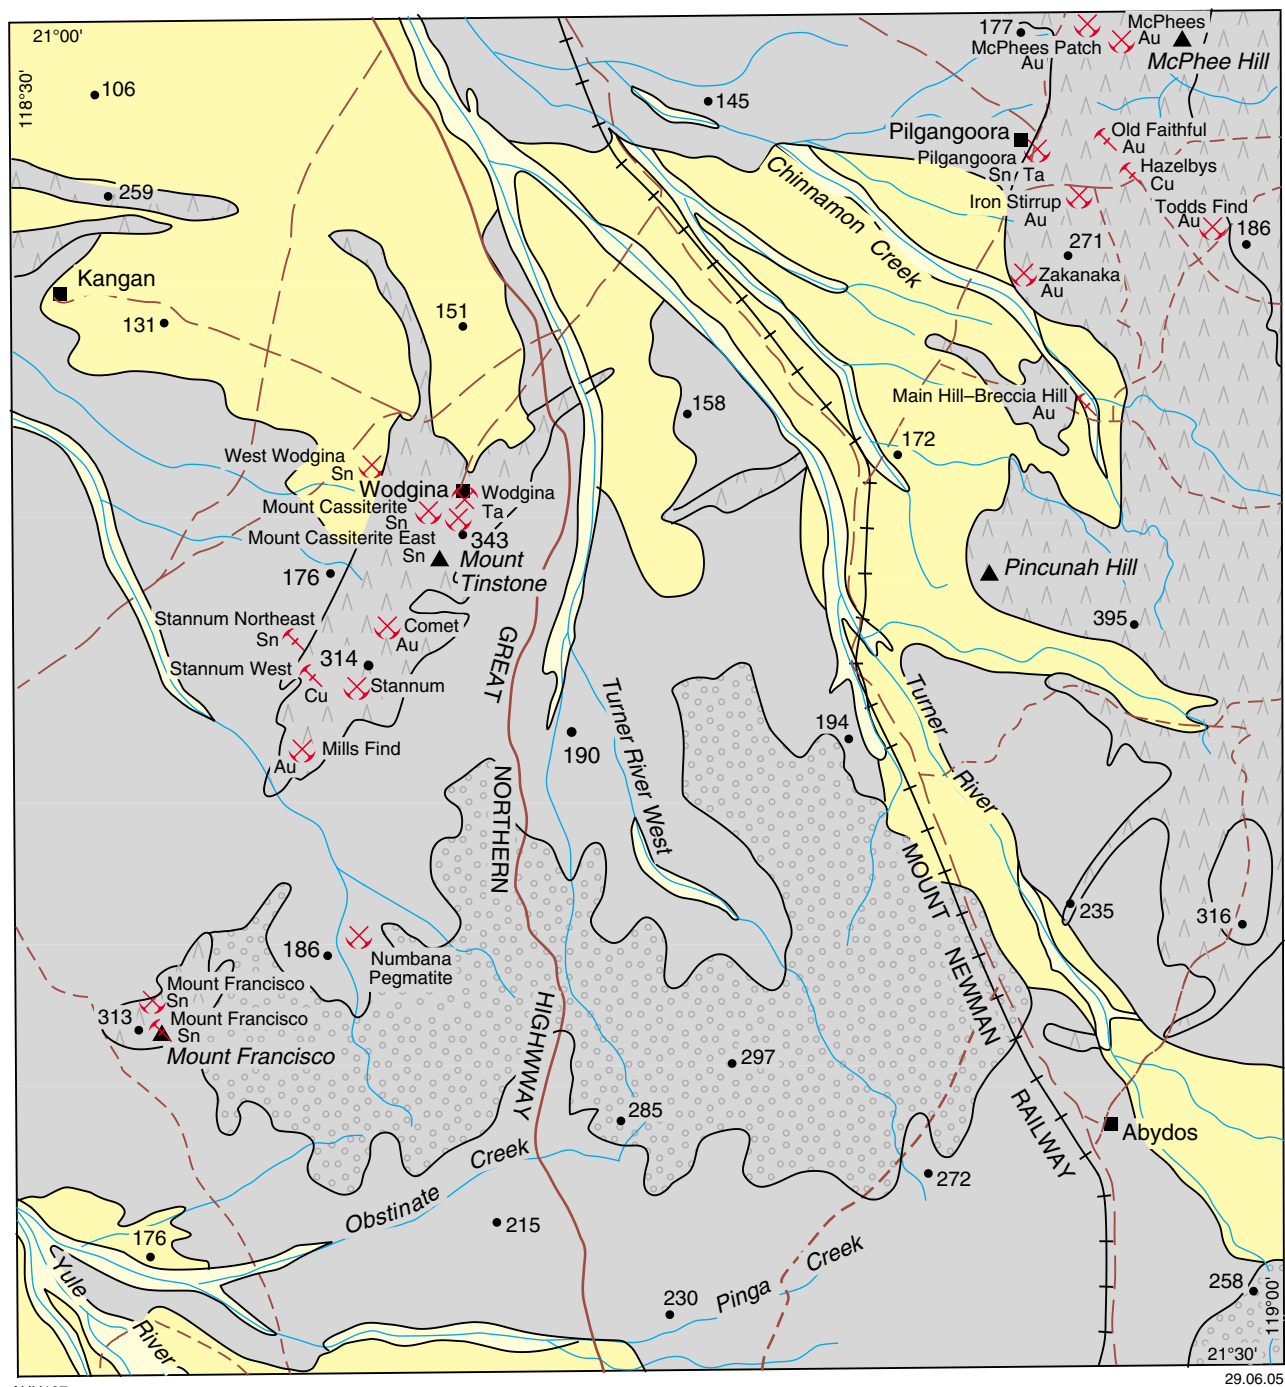 21°00'
118°30'
106
259
Kangan
131
151
145
158
172
177
McPhees
Au
McPhees Patch
Au
McPhee Hill
Pilgangoora
Pilgangoora
Sn Ta
Old Faithful
Au
Hazelbys
Cu
Iron Stirrup
Au
Todds Find
Au
186
271
Zakanaka
Au
Chinnamon
Creek
Main Hill–Breccia Hill
Au
West Wodgina
Sn
Wodgina
Wodgina
Ta
Mount Cassiterite
Sn
Mount Cassiterite East
Sn
343
Mount
Tinstone
176
Pincunah Hill
395
Stannum Northeast
Sn
Comet
Au
314
Stannum West
Cu
Stannum
Mills Find
Au
GREAT
NORTHERN
HIGHWWAY
Turner River West
190
194
Turner
River
MOUNT
NEWMAN
RAILWAY
235
316
186
Numbana
Pegmatite
Mount Francisco
Sn
313
Mount Francisco
Sn
Mount Francisco
297
285
272
Abydos
Obstinate
Creek
215
176
Yule
River
230
Pinga
Creek
258
119°00'
21°30'
29.06.05